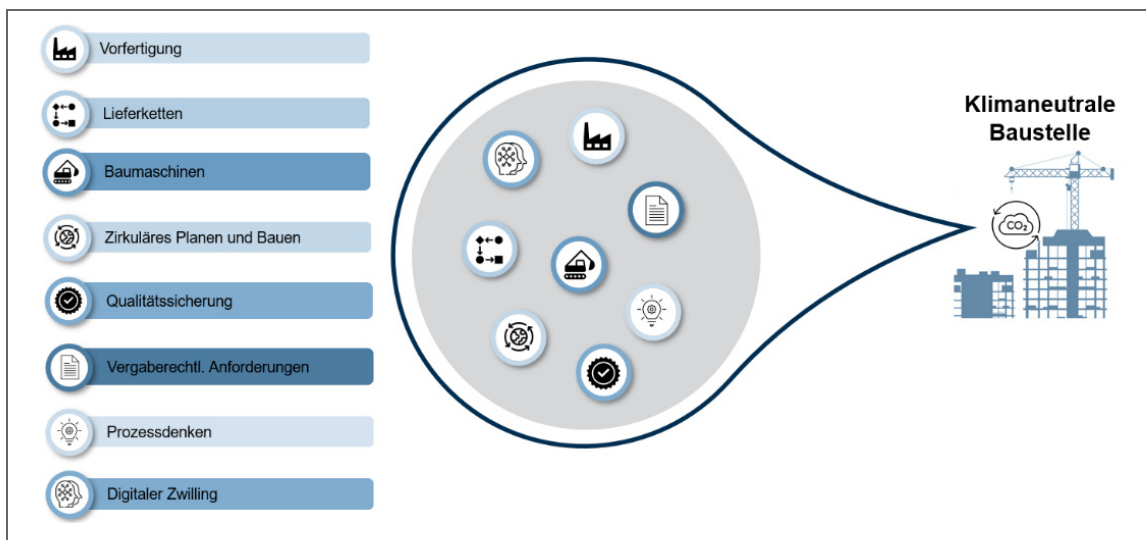 Vorfertigung
Lieferketten
Baumaschinen
Zirkuläres Planen und Bauen
Qualitätssicherung
Vergaberechtl. Anforderungen
Prozessdenken
Digitaler Zwilling
Klimaneutrale
Baustelle
CO₂